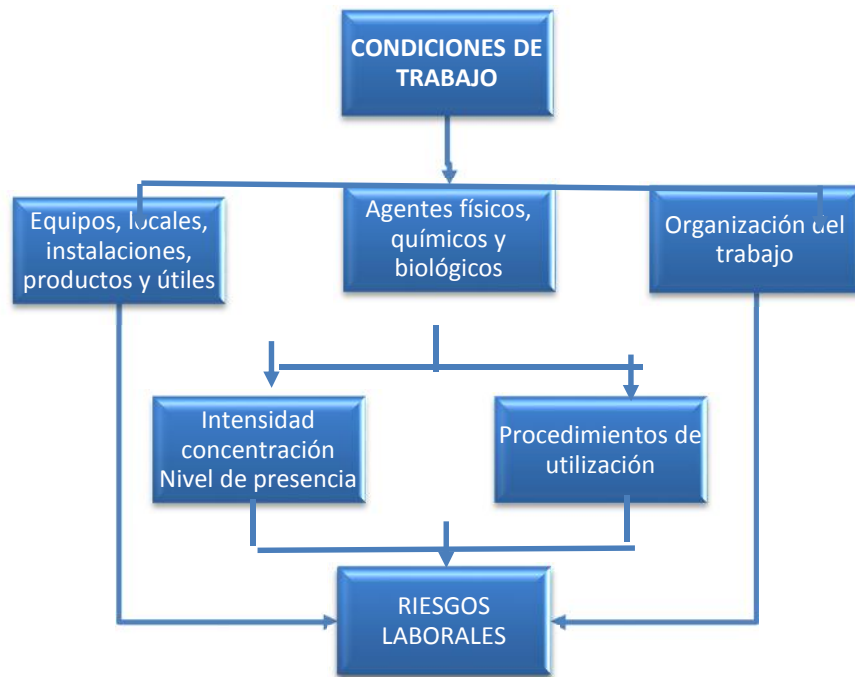 CONDICIONES DE
TRABAJO
Equipos, locales,
instalaciones,
productos y útiles
Agentes físicos,
químicos y
biológicos
Organización del
trabajo
Intensidad
concentración
Nivel de presencia
Procedimientos de
utilización
RIESGOS
LABORALES